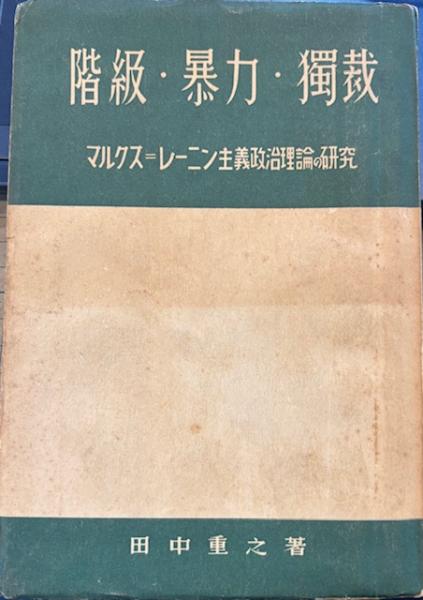 階級・暴力・獨裁
マルクス=レーニン主義政治理論の研究
田中重之著